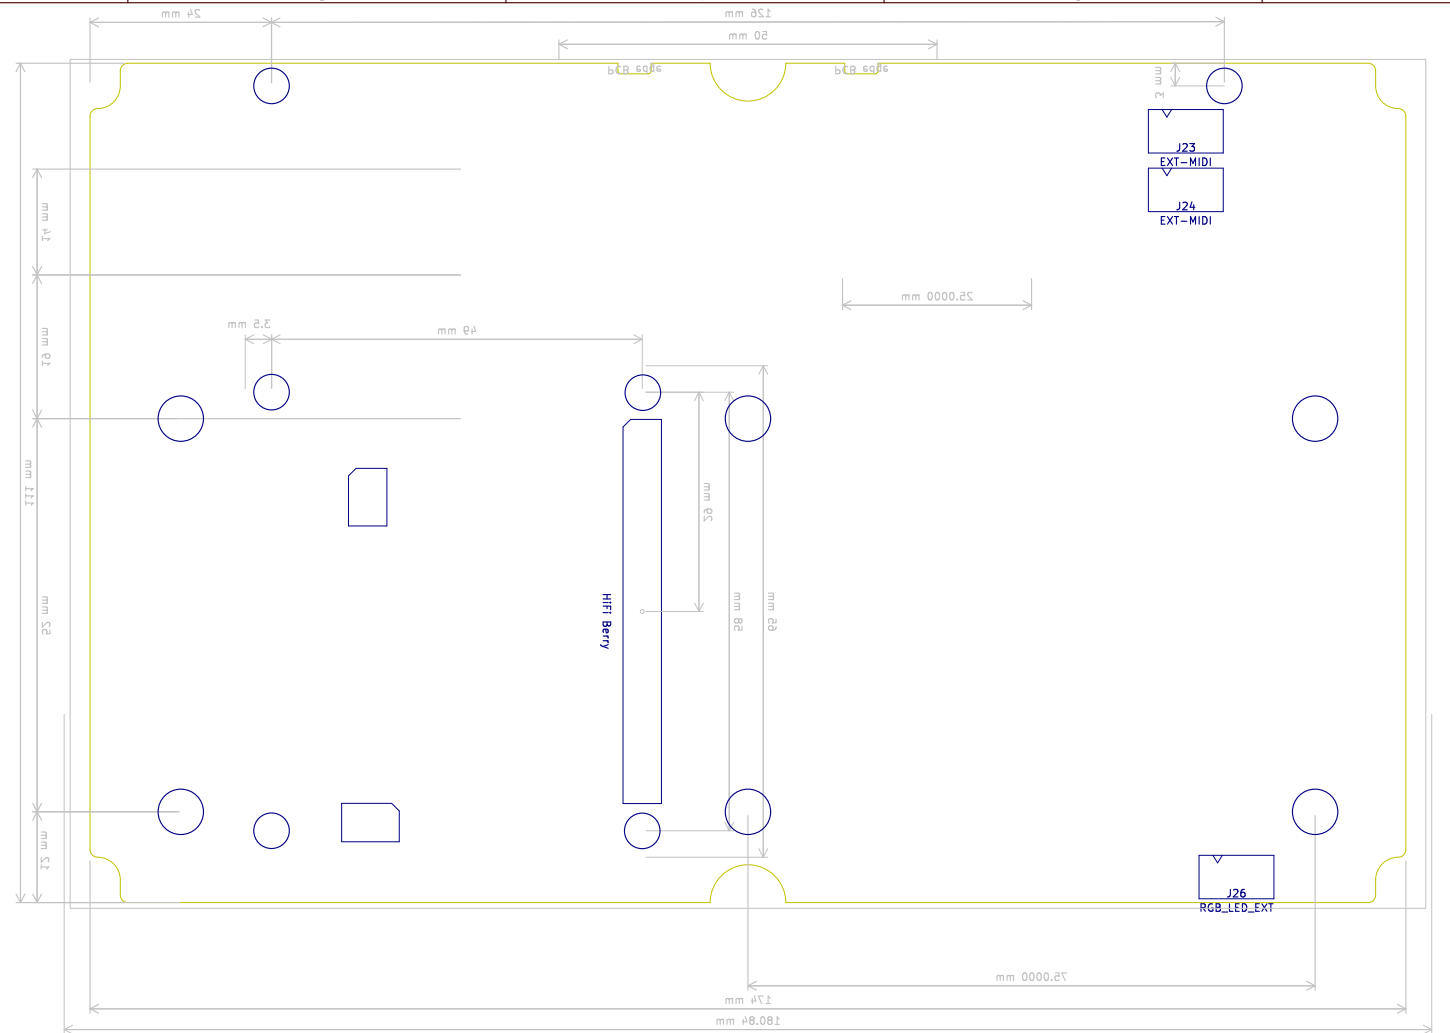 24 mm
126 mm
50 mm
PCB edge
PCB edge
3 mm
J23
EXT-MIDI
J24
EXT-MIDI
14 mm
25.0000 mm
3.5 mm
49 mm
19 mm
111 mm
29 mm
HiFi Berry
58 mm
65 mm
52 mm
12 mm
J26
RGB_LED_EXT
75.0000 mm
174 mm
180.84 mm